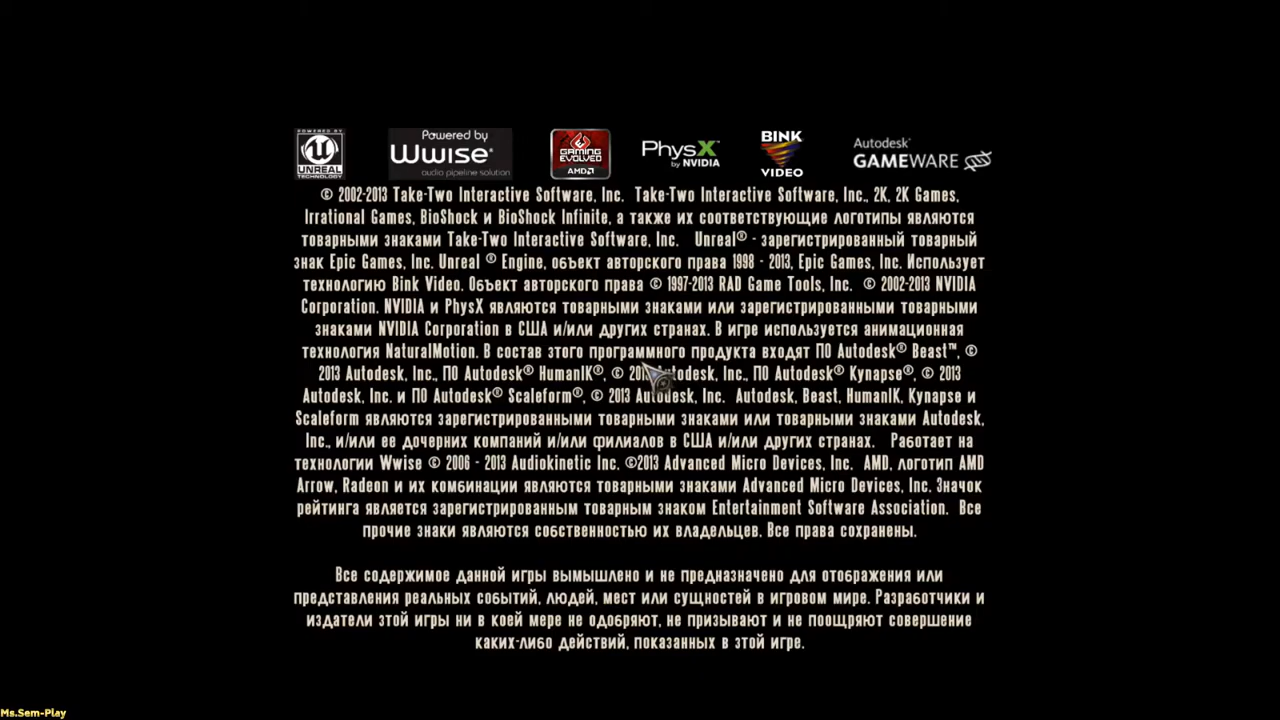 POWERED BY
UNREAL
TECHNOLOGY
Powered by
Wwise®
audio pipeline solution
GAMING
EVOLVED
AMD
PhysX
by NVIDIA
BINK
VIDEO
Autodesk®
GAMEWARE
© 2002-2013 Take-Two Interactive Software, Inc. Take-Two Interactive Software, Inc., 2K, 2K Games,
Irrational Games, BioShock и BioShock Infinite, а также их соответствующие логотипы являются
товарными знаками Take-Two Interactive Software, Inc. Unreal® - зарегистрированный товарный
знак Epic Games, Inc. Unreal ® Engine, объект авторского права 1998 - 2013, Epic Games, Inc. Использует
технологию Bink Video. Объект авторского права © 1997-2013 RAD Game Tools, Inc. © 2002-2013 NVIDIA
Corporation. NVIDIA и PhysX являются товарными знаками или зарегистрированными товарными
знаками NVIDIA Corporation в США и/или других странах. В игре используется анимационная
технология NaturalMotion. В состав этого программного продукта входят ПО Autodesk® Beast™, ©
2013 Autodesk, Inc., ПО Autodesk® HumanIK®, © 2013 Autodesk, Inc., ПО Autodesk® Kynapse®, © 2013
Autodesk, Inc. и ПО Autodesk® Scaleform®, © 2013 Autodesk, Inc. Autodesk, Beast, HumanIK, Kynapse и
Scaleform являются зарегистрированными товарными знаками или товарными знаками Autodesk,
Inc., и/или ее дочерних компаний и/или филиалов в США и/или других странах. Работает на
технологии Wwise © 2006 - 2013 Audiokinetic Inc. ©2013 Advanced Micro Devices, Inc. AMD, логотип AMD
Arrow, Radeon и их комбинации являются товарными знаками Advanced Micro Devices, Inc. Значок
рейтинга является зарегистрированным товарным знаком Entertainment Software Association. Все
прочие знаки являются собственностью их владельцев. Все права сохранены.
Все содержимое данной игры вымышлено и не предназначено для отображения или
представления реальных событий, людей, мест или сущностей в игровом мире. Разработчики и
издатели этой игры ни в коей мере не одобряют, не призывают и не поощряют совершение
каких-либо действий, показанных в этой игре.
Ms.Sem-Play